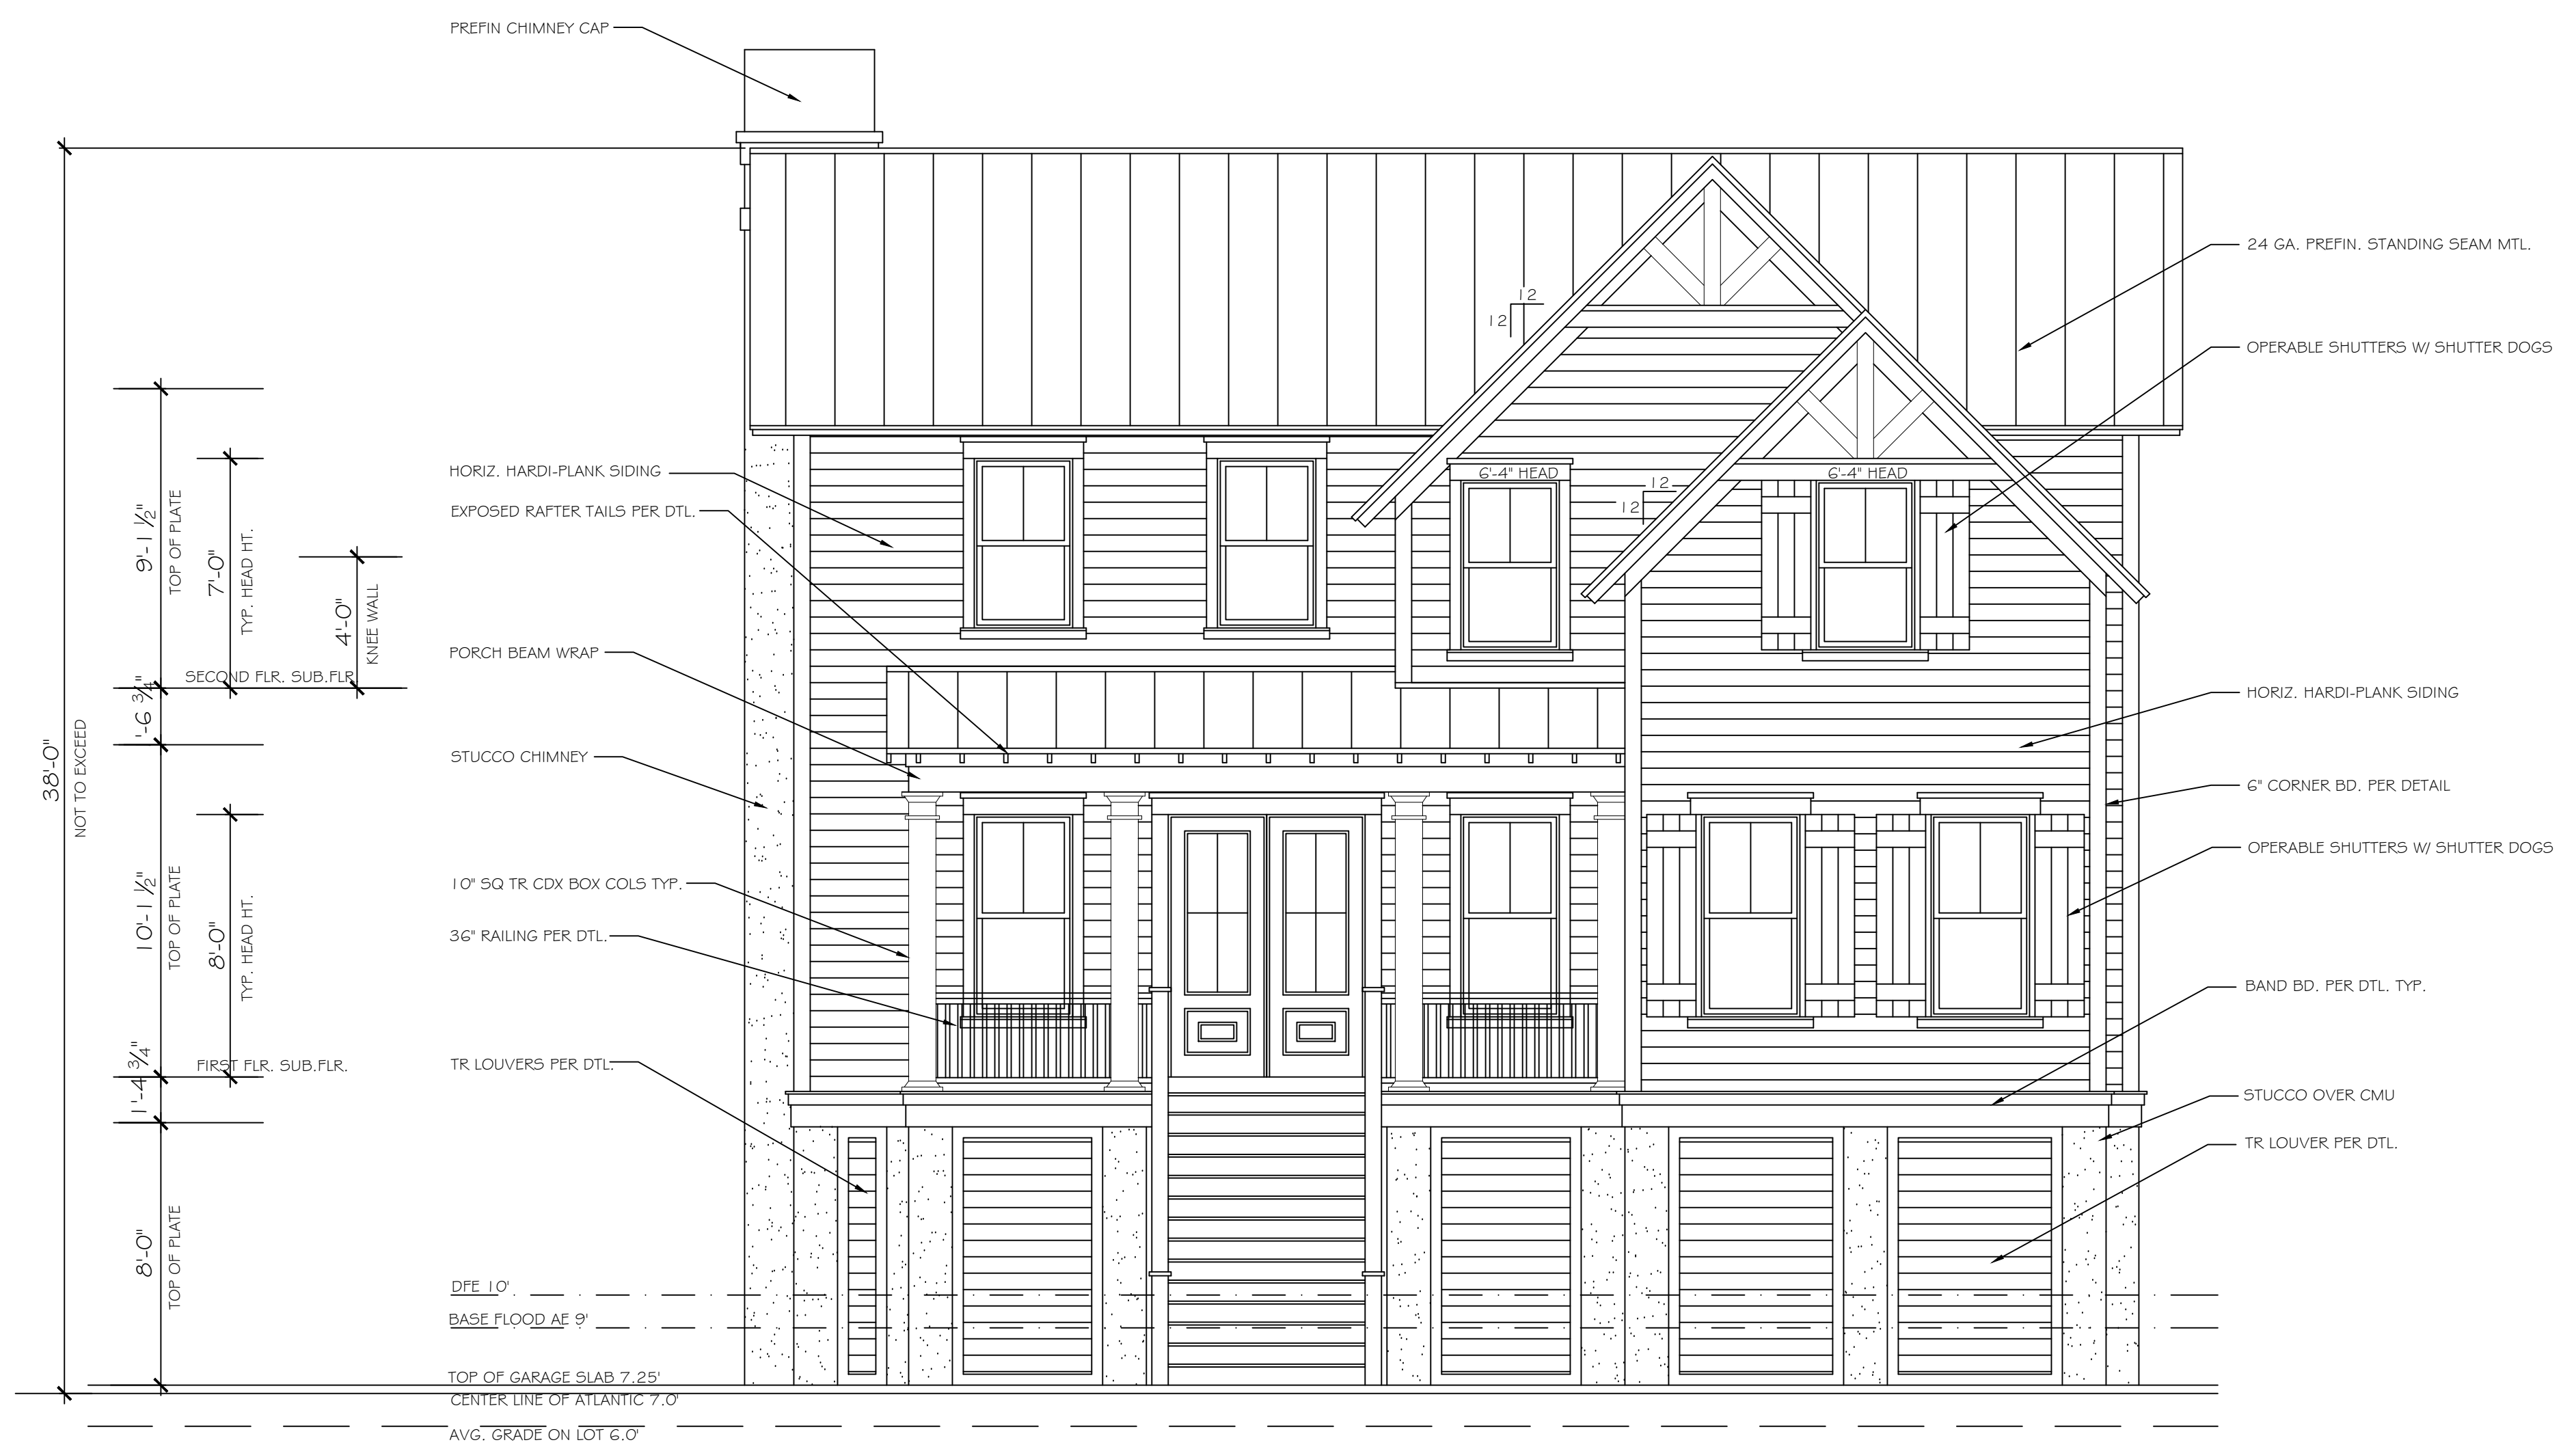 PREFIN CHIMNEY CAP
24 GA. PREFIN. STANDING SEAM MTL.
12
12
OPERABLE SHUTTERS W/ SHUTTER DOGS
HORIZ. HARDI-PLANK SIDING
6'-4" HEAD
6'-4" HEAD
12
12
EXPOSED RAFTER TAILS PER DTL.
9'-1 1/2"
TOP OF PLATE
7'-0"
TYP. HEAD HT.
4'-0"
KNEE WALL
PORCH BEAM WRAP
SECOND FLR. SUB.FLR.
HORIZ. HARDI-PLANK SIDING
'-6 3/4"
38'-0"
NOT TO EXCEED
STUCCO CHIMNEY
6" CORNER BD. PER DETAIL
OPERABLE SHUTTERS W/ SHUTTER DOGS
10'-1 1/2"
TOP OF PLATE
8'-0"
TYP. HEAD HT.
10" SQ TR CDX BOX COLS TYP.
36" RAILING PER DTL.
BAND BD. PER DTL. TYP.
FIRST FLR. SUB.FLR.
1'-4 3/4"
TR LOUVERS PER DTL.
STUCCO OVER CMU
TR LOUVER PER DTL.
8'-0"
TOP OF PLATE
DFE 10'
BASE FLOOD AE 9'
TOP OF GARAGE SLAB 7.25'
CENTER LINE OF ATLANTIC 7.0'
AVG. GRADE ON LOT 6.0'